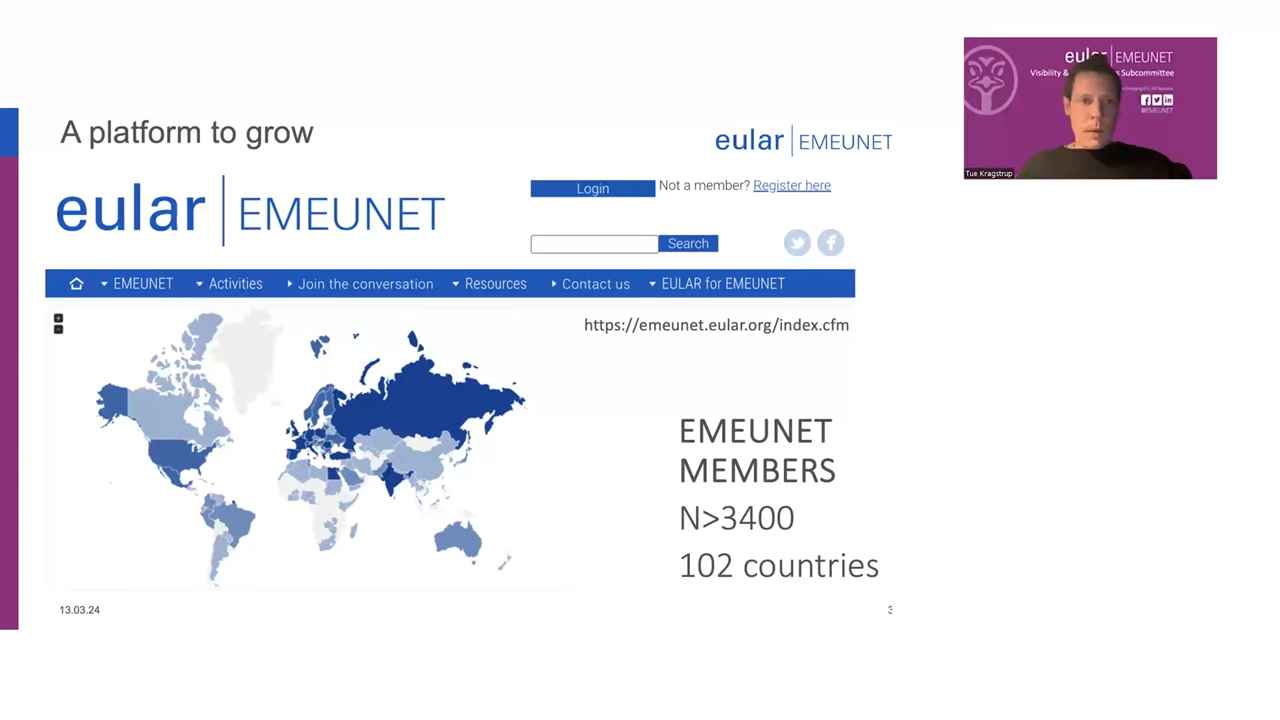 A platform to grow
eular EMEUNET
eular EMEUNET
Login Not a member? Register here
Search
EMEUNET Activities Join the conversation Resources Contact us EULAR for EMEUNET
https://emeunet.eular.org/index.cfm
EMEUNET
MEMBERS
N>3400
102 countries
13.03.24
eular EMEUNET
Visibility & Subcommittee
@EMEUNET
Tue Kragstrup